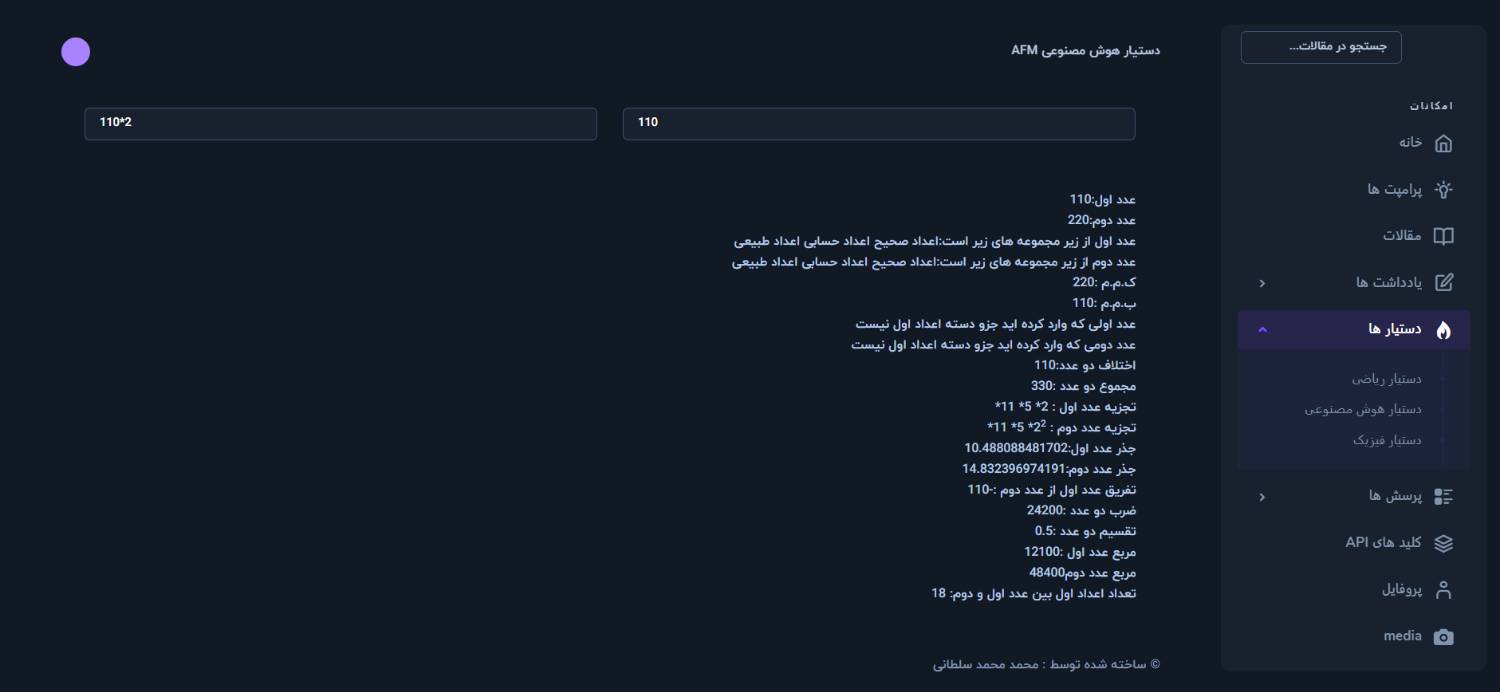 جستجو در مقالات...
امکانات
خانه
پرامپت ها
مقالات
یادداشت ها
دستیار ها
دستیار ریاضی
دستیار هوش مصنوعی
دستیار فیزیک
پرسش ها
کلید های API
پروفایل
media
دستیار هوش مصنوعی AFM
110
110*2
عدد اول:110
عدد دوم:220
عدد اول از زیر مجموعه های زیر است:اعداد صحیح اعداد حسابی اعداد طبیعی
عدد دوم از زیر مجموعه های زیر است:اعداد صحیح اعداد حسابی اعداد طبیعی
ک.م.م :220
ب.م.م :110
عدد اولی که وارد کرده اید جزو دسته اعداد اول نیست
عدد دومی که وارد کرده اید جزو دسته اعداد اول نیست
اختلاف دو عدد:110
مجموع دو عدد :330
تجزیه عدد اول : 2* 5* 11*
تجزیه عدد دوم : 2²* 5* 11*
جذر عدد اول:10.488088481702
جذر عدد دوم:14.832396974191
تفریق عدد اول از عدد دوم :-110
ضرب دو عدد :24200
تقسیم دو عدد :0.5
مربع عدد اول :12100
مربع عدد دوم48400
تعداد اعداد اول بین عدد اول و دوم: 18
© ساخته شده توسط : محمد محمد سلطانی